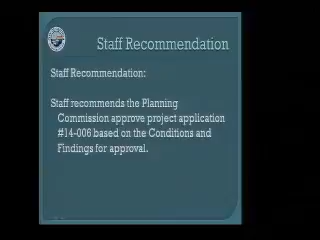 Staff Recommendation
Staff Recommendation:
Staff recommends the Planning
Commission approve project application
#14-006 based on the Conditions and
Findings for approval.